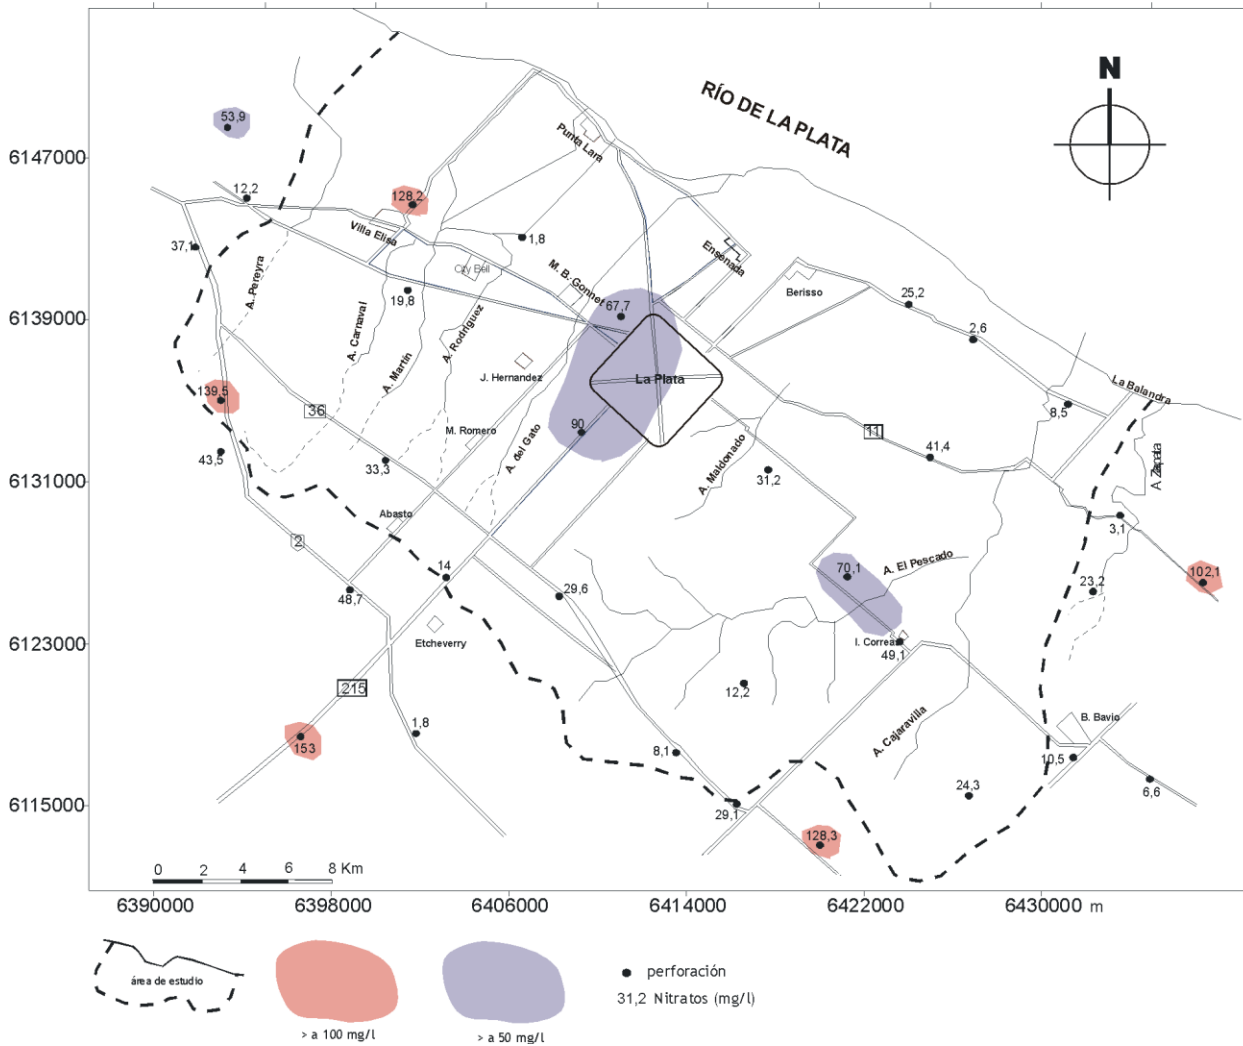 N
RÍO DE LA PLATA
53,9
6147000
Punta Lara
12,2
128,2
Villa Elisa
1,8
37,1
Ensenada
City Bell
M. B. Gonnet
A. Pereyra
19,8
67,7
Berisso
25,2
6139000
2,6
A. Carnaval
A. Martín
A. Rodríguez
J. Hernandez
La Plata
La Balandra
139,5
36
8,5
M. Romero
90
11
A. del Gato
A. Maldonado
41,4
43,5
33,3
31,2
A. Zapata
6131000
Abasto
3,1
2
14
70,1
A. El Pescado
102,1
48,7
29,6
23,2
6123000
Etcheverry
I. Correas
49,1
215
12,2
A. Cajaravilla
B. Bavio
153
1,8
8,1
10,5
6,6
24,3
6115000
29,1
128,3
0 2 4 6 8 Km
6390000 6398000 6406000 6414000 6422000 6430000 m
área de estudio
> a 100 mg/l
> a 50 mg/l
perforación
31,2 Nitratos (mg/l)